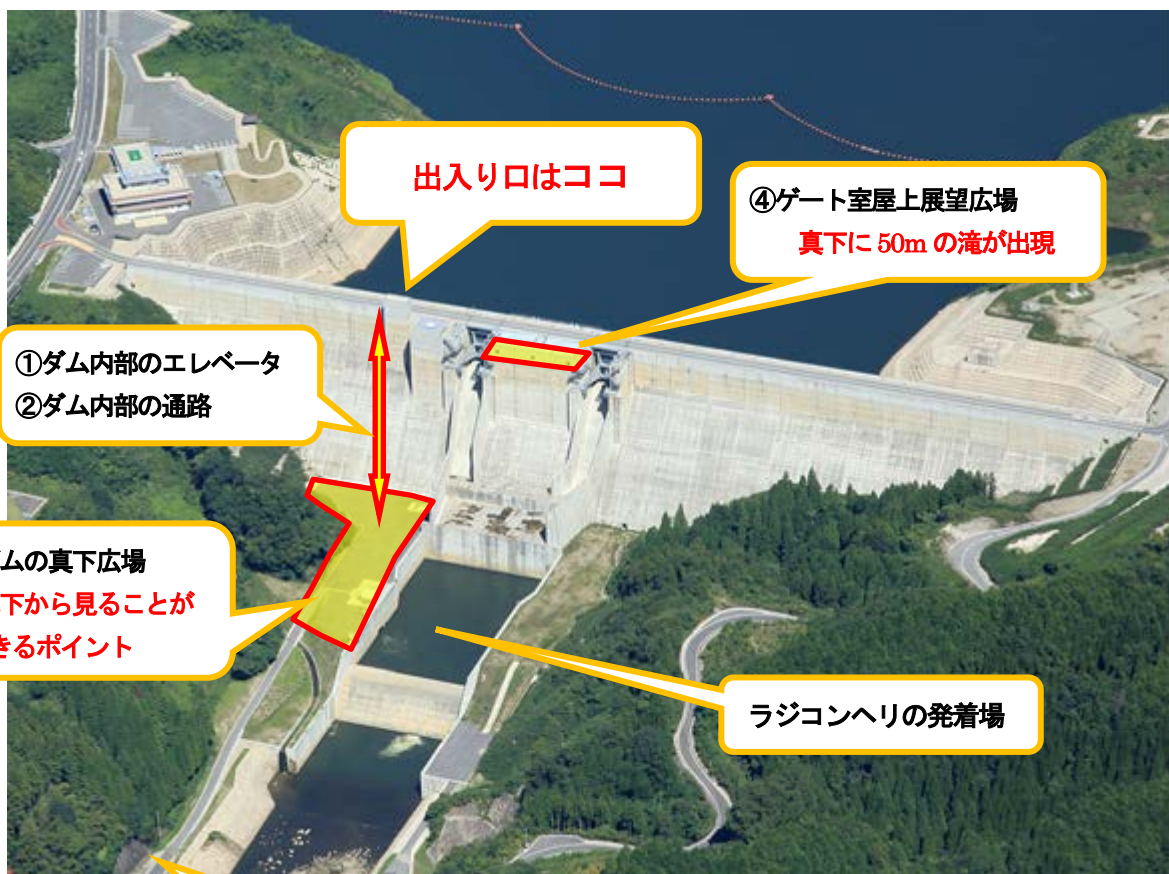 出入り口はココ
④ゲート室屋上展望広場
真下に 50m の滝が出現
①ダム内部のエレベータ
②ダム内部の通路
ムの真下広場
下から見ることが
きるポイント
ラジコンヘリの発着場